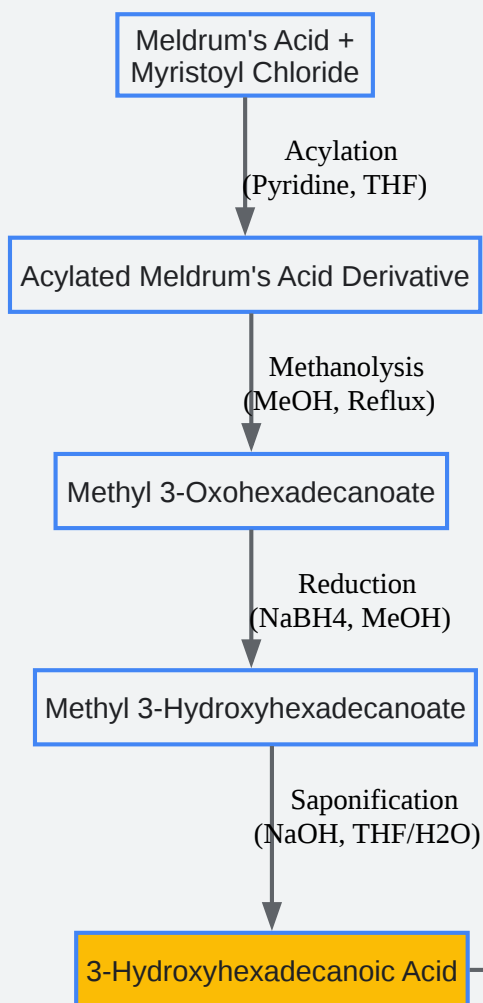 Meldrum's Acid +
Myristoyl Chloride
Acylation
(Pyridine, THF)
Acylated Meldrum's Acid Derivative
Methanolysis
(MeOH, Reflux)
Methyl 3-Oxohexadecanoate
Reduction
(NaBH4, MeOH)
Methyl 3-Hydroxyhexadecanoate
Saponification
(NaOH, THF/H2O)
3-Hydroxyhexadecanoic Acid